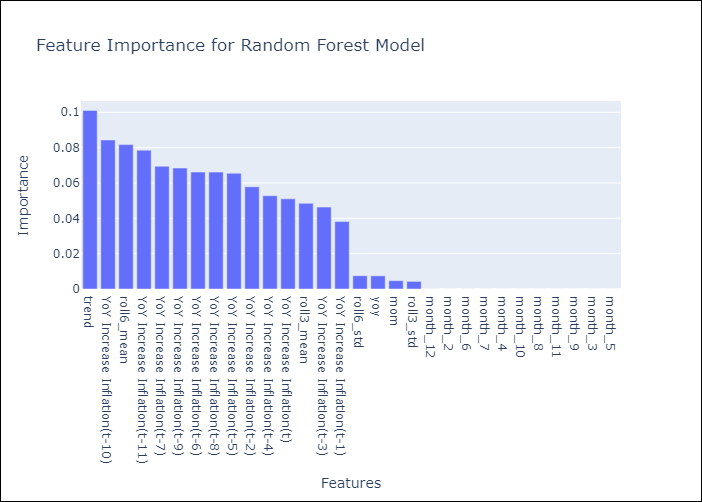 Feature Importance for Random Forest Model
Importance
0.1
0.08
0.06
0.04
0.02
0
trend
YoY Increase Inflation(t-10)
roll6_mean
YoY Increase Inflation(t-11)
YoY Increase Inflation(t-7)
YoY Increase Inflation(t-9)
YoY Increase Inflation(t-6)
YoY Increase Inflation(t-8)
YoY Increase Inflation(t-5)
YoY Increase Inflation(t-2)
YoY Increase Inflation(t-4)
YoY Increase Inflation(t)
roll3_mean
YoY Increase Inflation(t-3)
YoY Increase Inflation(t-1)
roll6_std
yoy
mom
roll3_std
month_12
month_2
month_6
month_7
month_4
month_10
month_8
month_11
month_9
month_3
month_5
Features